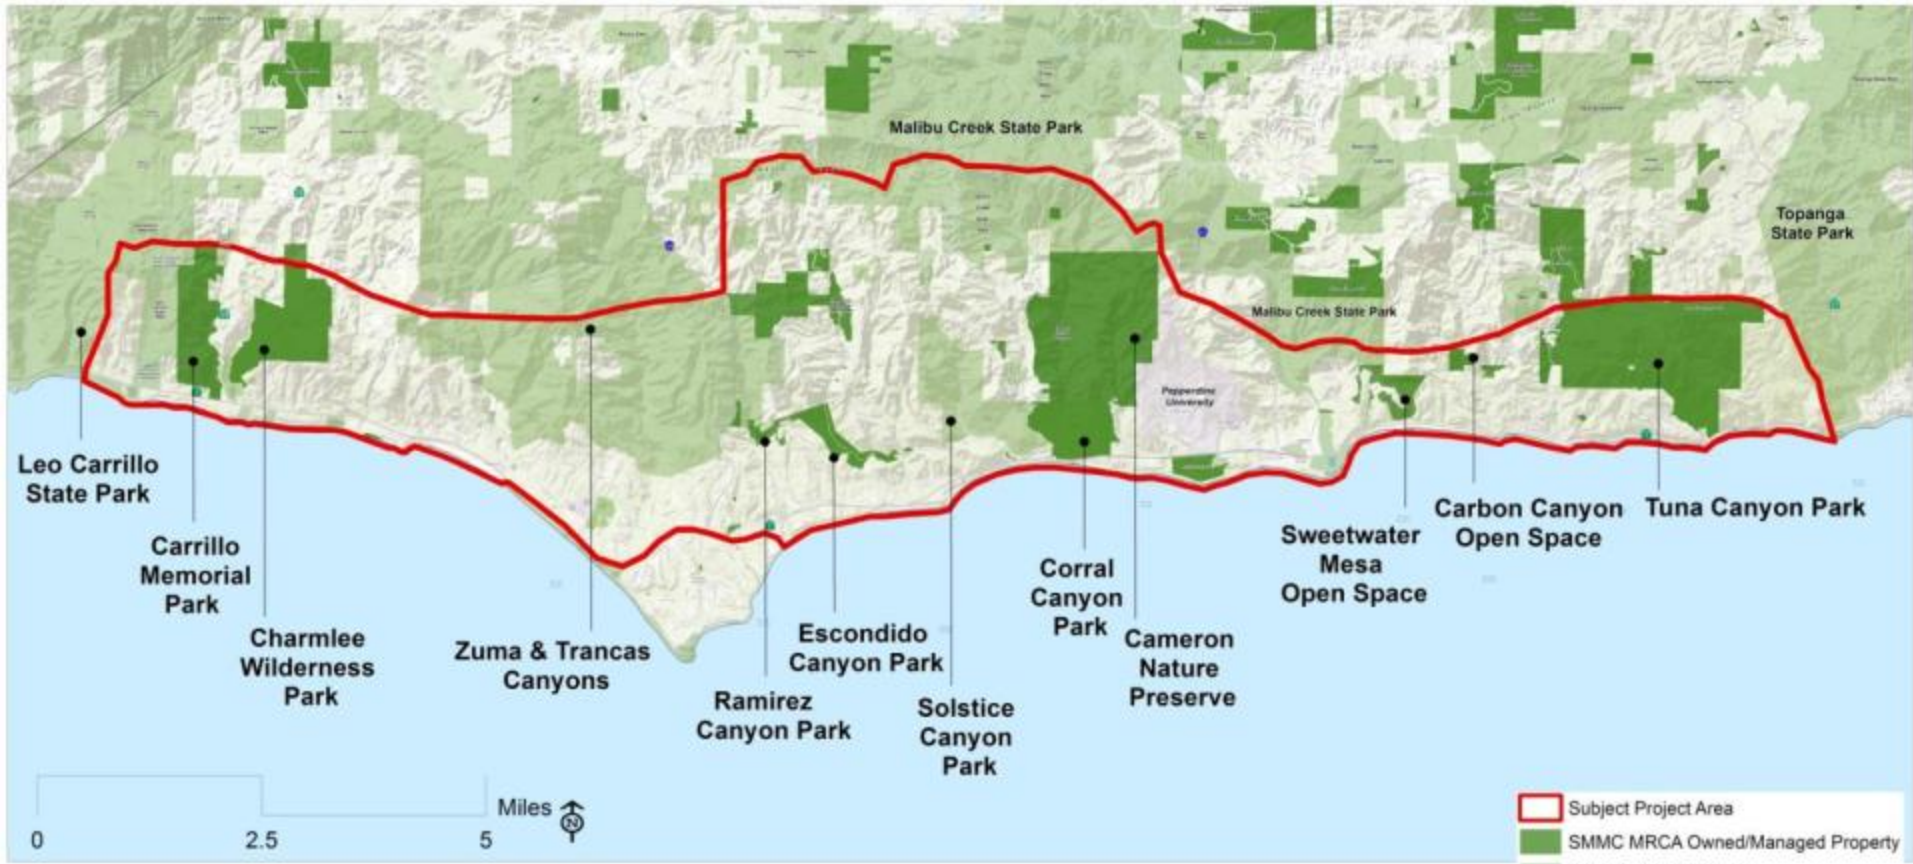 Malibu Creek State Park
Topanga
State Park
Malibu Creek State Park
Pepperdine
University
Leo Carrillo
State Park
Carrillo
Memorial
Park
Charmlee
Wilderness
Park
Zuma & Trancas
Canyons
Ramirez
Canyon Park
Escondido
Canyon Park
Solstice
Canyon
Park
Corral
Canyon
Park
Cameron
Nature
Preserve
Sweetwater
Mesa
Open Space
Carbon Canyon
Open Space
Tuna Canyon Park
Miles
N
0 2.5 5
Subject Project Area
SMMC MRCA Owned/Managed Property